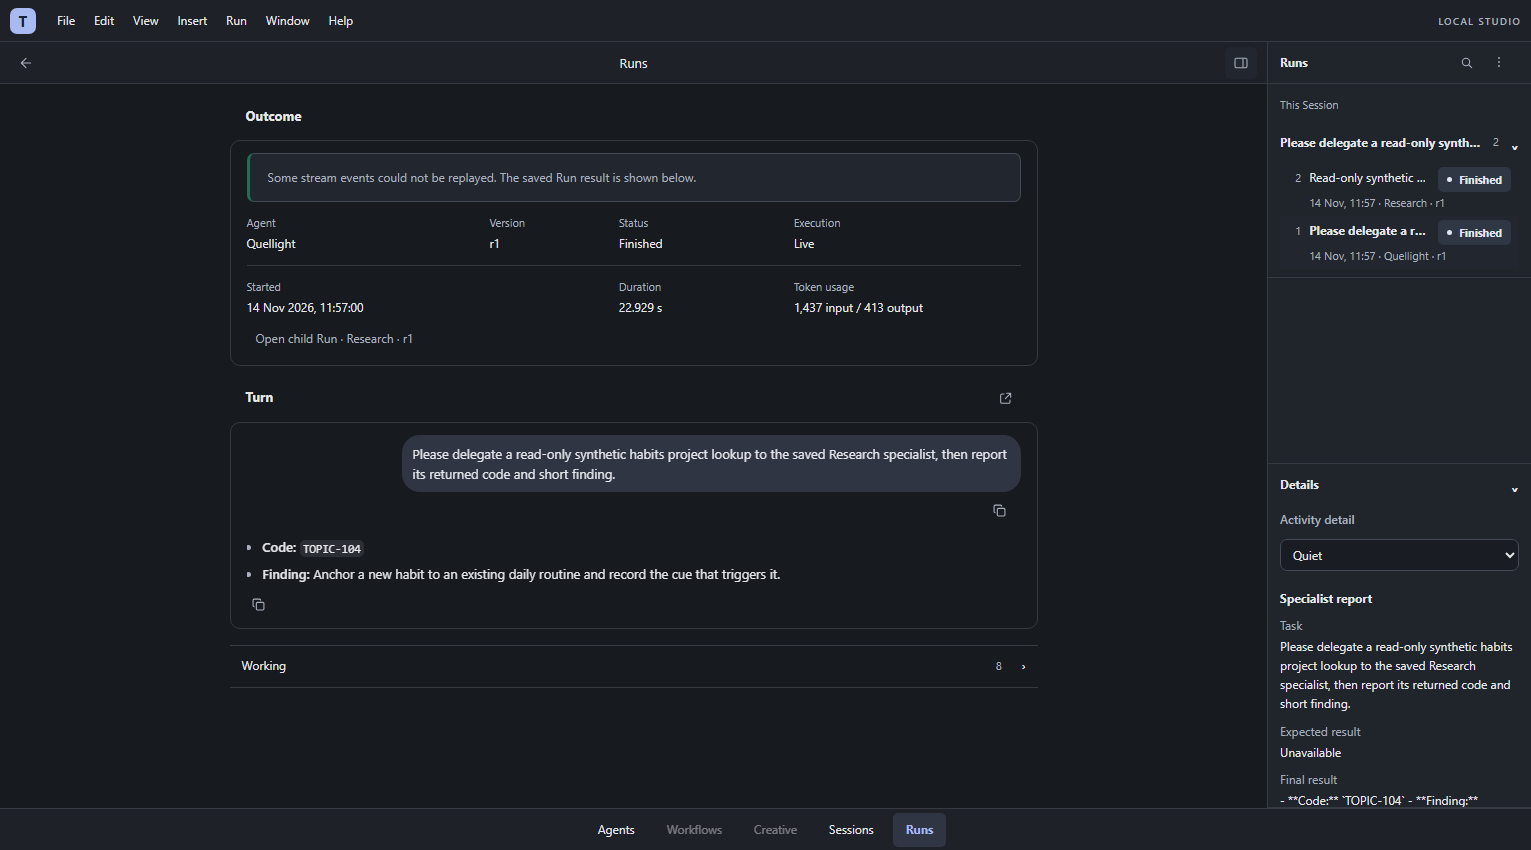 T File Edit View Insert Run Window Help LOCAL STUDIO
Runs
Outcome
Some stream events could not be replayed. The saved Run result is shown below.
Agent Version Status Execution
Quellight r1 Finished Live
Started Duration Token usage
14 Nov 2026, 11:57:00 22.929 s 1,437 input / 413 output
Open child Run · Research · r1
Turn
Please delegate a read-only synthetic habits project lookup to the saved Research specialist, then report
its returned code and short finding.
• Code: TOPIC-104
• Finding: Anchor a new habit to an existing daily routine and record the cue that triggers it.
Working 8
Runs
This Session
Please delegate a read-only synth... 2
2 Read-only synthetic ... • Finished
14 Nov, 11:57 · Research · r1
1 Please delegate a r... • Finished
14 Nov, 11:57 · Quellight · r1
Details
Activity detail
Quiet
Specialist report
Task
Please delegate a read-only synthetic habits
project lookup to the saved Research
specialist, then report its returned code and
short finding.
Expected result
Unavailable
Final result
- **Code:** `TOPIC-104` - **Finding:**
Agents Workflows Creative Sessions Runs